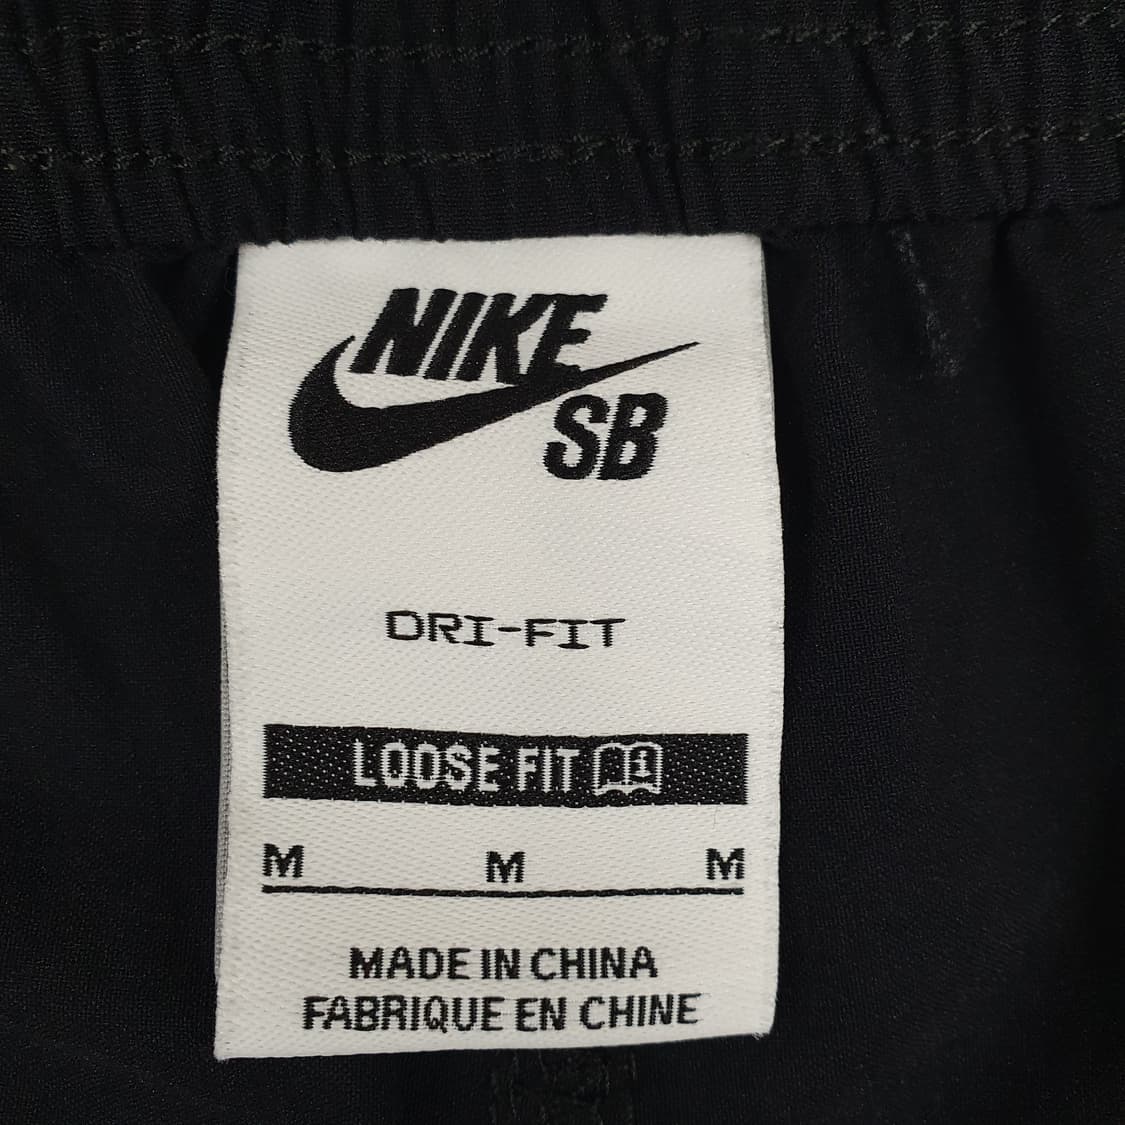 NIKE
SB
DRI-FIT
LOOSE FIT
M M M
MADE IN CHINA
FABRIQUE EN CHINE